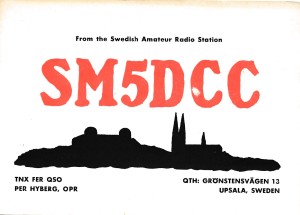 From the Swedish Amateur Radio Station
SM5DCC
TNX FER QSO
PER HYBERG, OPR
QTH: GRÖNSTENSVÄGEN 13
UPSALA, SWEDEN